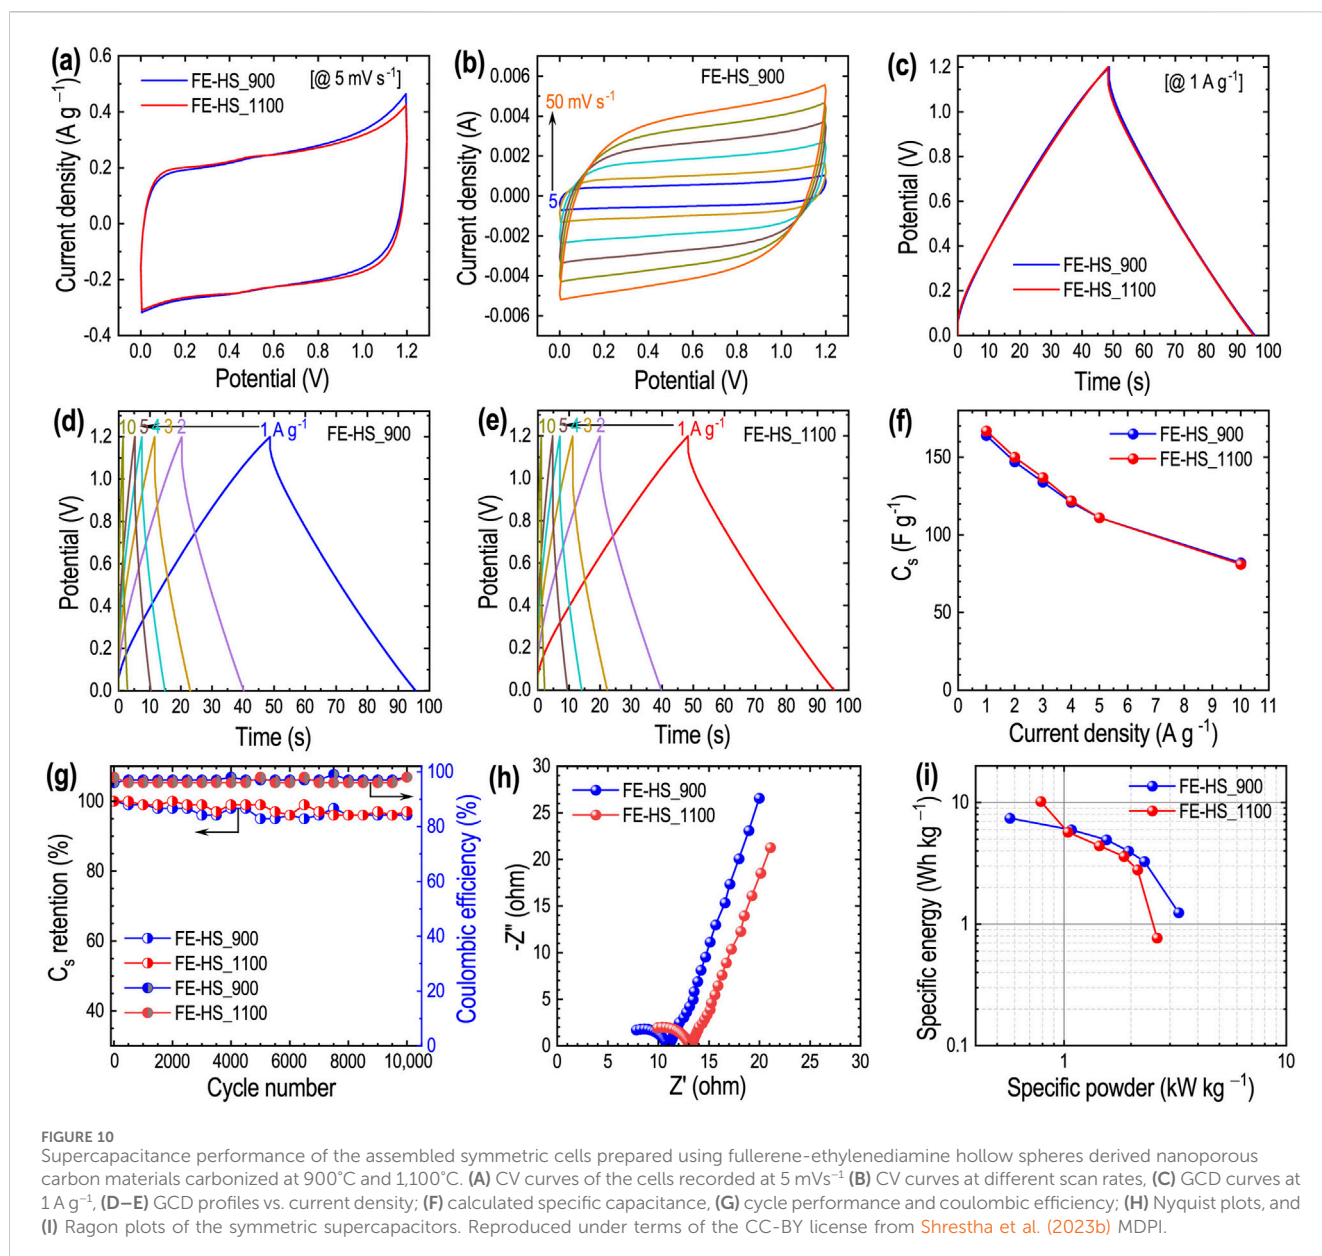 (a)
FE-HS_900 [@ 5 mV s⁻¹]
FE-HS_1100
Current density (A g⁻¹)
0.6
0.4
0.2
0.0
-0.2
-0.4
0.0 0.2 0.4 0.6 0.8 1.0 1.2
Potential (V)
(b)
FE-HS_900
50 mV s⁻¹
5
Current density (A)
0.006
0.004
0.002
0.000
-0.002
-0.004
-0.006
0.0 0.2 0.4 0.6 0.8 1.0 1.2
Potential (V)
(c)
[@ 1 A g⁻¹]
FE-HS_900
FE-HS_1100
Potential (V)
1.2
1.0
0.8
0.6
0.4
0.2
0.0
0 10 20 30 40 50 60 70 80 90 100
Time (s)
(d)
10 5 4 3 2 1 A g⁻¹ FE-HS_900
Potential (V)
1.2
1.0
0.8
0.6
0.4
0.2
0.0
0 10 20 30 40 50 60 70 80 90 100
Time (s)
(e)
10 5 4 3 2 1 A g⁻¹ FE-HS_1100
Potential (V)
1.2
1.0
0.8
0.6
0.4
0.2
0.0
0 10 20 30 40 50 60 70 80 90 100
Time (s)
(f)
FE-HS_900
FE-HS_1100
Cₛ (F g⁻¹)
150
100
50
0
1 2 3 4 5 6 7 8 9 10 11
Current density (A g⁻¹)
(g)
Cₛ retention (%)
100
80
60
40
Coulombic efficiency (%)
100
80
60
40
20
0
FE-HS_900
FE-HS_1100
FE-HS_900
FE-HS_1100
0 2000 4000 6000 8000 10,000
Cycle number
(h)
FE-HS_900
FE-HS_1100
-Z" (ohm)
30
25
20
15
10
5
0
0 5 10 15 20 25 30
Z' (ohm)
(i)
FE-HS_900
FE-HS_1100
Specific energy (Wh kg⁻¹)
10
1
0.1
1 10
Specific powder (kW kg ⁻¹)
FIGURE 10
Supercapacitance performance of the assembled symmetric cells prepared using fullerene-ethylenediamine hollow spheres derived nanoporous
carbon materials carbonized at 900°C and 1,100°C. (A) CV curves of the cells recorded at 5 mVs⁻¹ (B) CV curves at different scan rates, (C) GCD curves at
1 A g⁻¹, (D–E) GCD profiles vs. current density; (F) calculated specific capacitance, (G) cycle performance and coulombic efficiency; (H) Nyquist plots, and
(I) Ragon plots of the symmetric supercapacitors. Reproduced under terms of the CC-BY license from Shrestha et al. (2023b) MDPI.